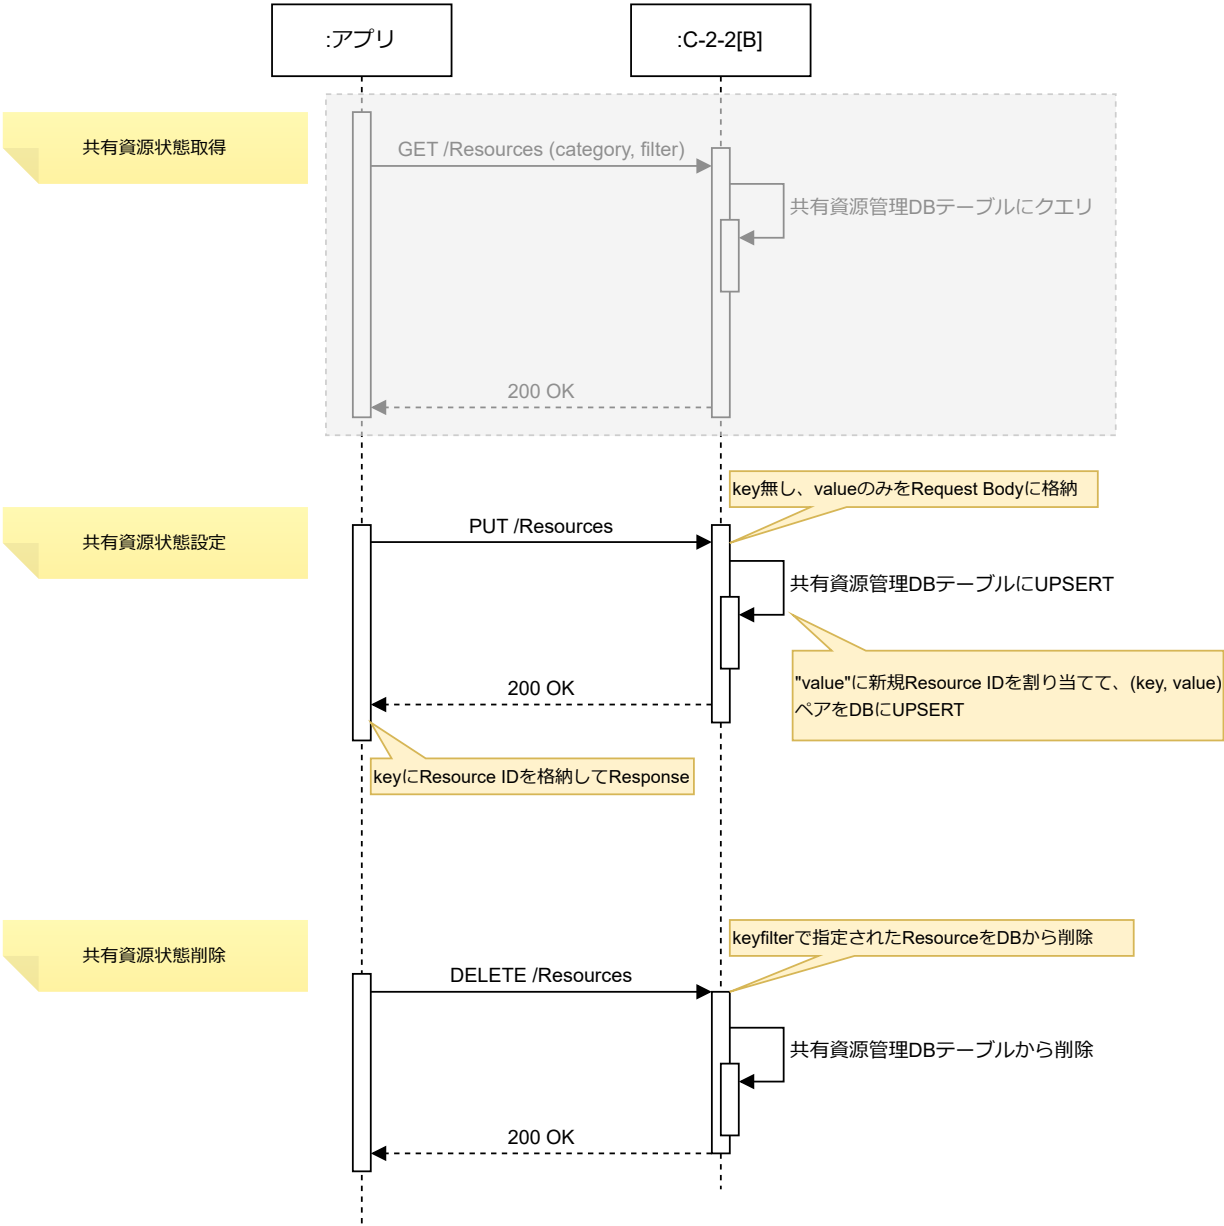 :アプリ
:C-2-2[B]
共有資源状態取得
GET /Resources (category, filter)
共有資源管理DBテーブルにクエリ
200 OK
key無し、valueのみをRequest Bodyに格納
共有資源状態設定
PUT /Resources
共有資源管理DBテーブルにUPSERT
"value"に新規Resource IDを割り当てて、(key, value)
ペアをDBにUPSERT
200 OK
keyにResource IDを格納してResponse
共有資源状態削除
keyfilterで指定されたResourceをDBから削除
DELETE /Resources
共有資源管理DBテーブルから削除
200 OK